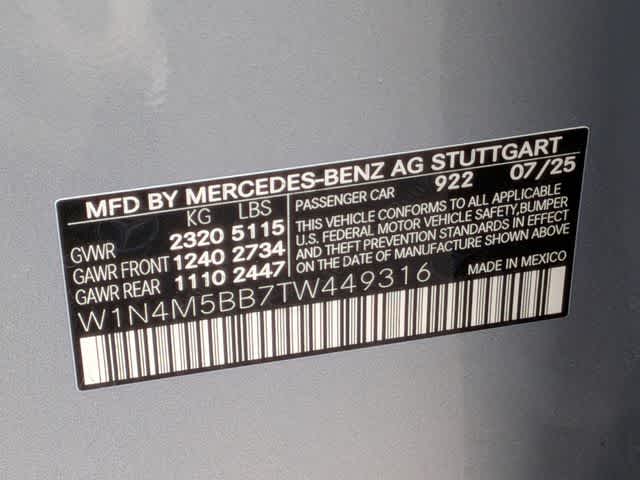 MFD BY MERCEDES-BENZ AG STUTTGART
KG LBS
GVWR 2320 5115
GAWR FRONT 1240 2734
GAWR REAR 1110 2447
PASSENGER CAR 922 07/25
THIS VEHICLE CONFORMS TO ALL APPLICABLE
U.S. FEDERAL MOTOR VEHICLE SAFETY,BUMPER
AND THEFT PREVENTION STANDARDS IN EFFECT
ON THE DATE OF MANUFACTURE SHOWN ABOVE
W1N4M5BB7TW449316
MADE IN MEXICO